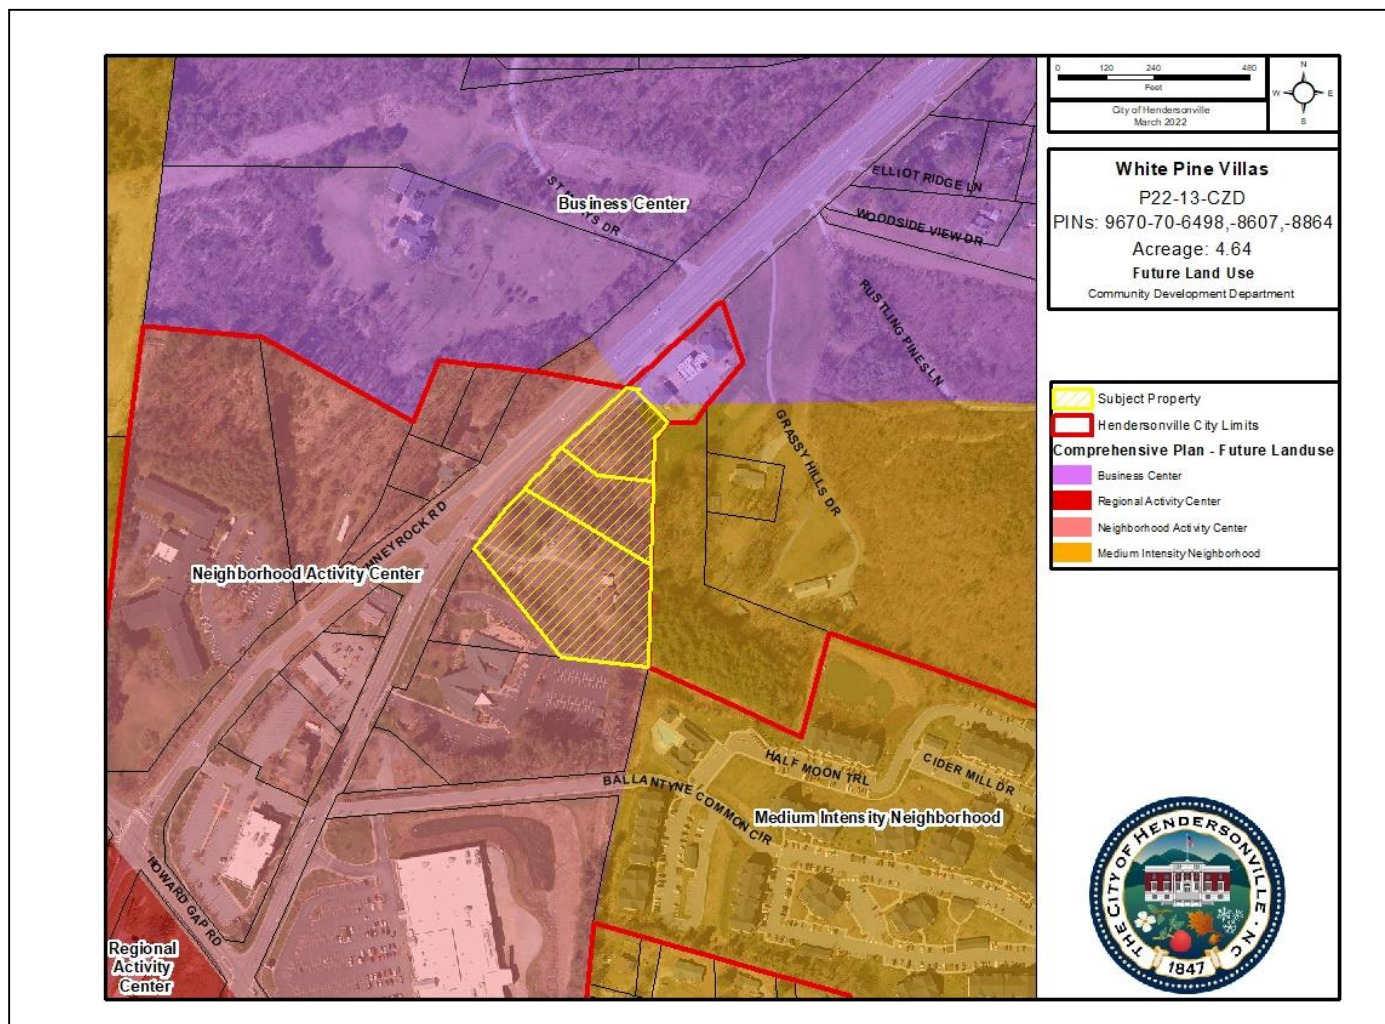 0 120 240 480
Feet
City of Hendersonville
March 2022
N
W E
S
White Pine Villas
P22-13-CZD
PINs: 9670-70-6498,-8607,-8864
Acreage: 4.64
Future Land Use
Community Development Department
Subject Property
Hendersonville City Limits
Comprehensive Plan - Future Landuse
Business Center
Regional Activity Center
Neighborhood Activity Center
Medium Intensity Neighborhood
ELLIOT RIDGE LN
WOODSIDE VIEW DR
RUSTLING PINES LN
DR
Business Center
GRASSY HILLS DR
MNEYROCK RD
Neighborhood Activity Center
HALF MOON TRL
CIDER MILL DR
BALLANTYNE COMMON CIR
Medium Intensity Neighborhood
HOWARD GAP RD
Regional
Activity
Center
THE CITY OF HENDERSONVILLE · NC
1847